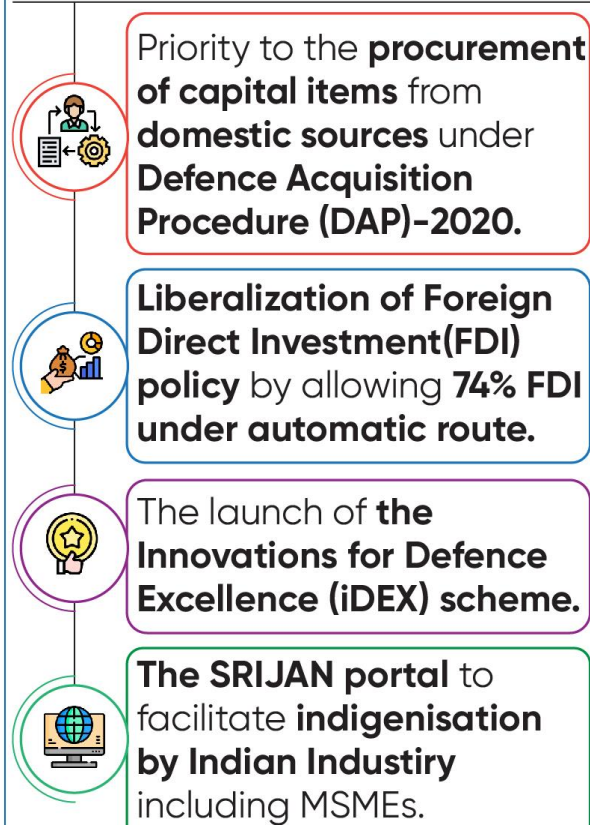 Priority to the procurement
of capital items from
domestic sources under
Defence Acquisition
Procedure (DAP)-2020.
Liberalization of Foreign
Direct Investment(FDI)
policy by allowing 74% FDI
under automatic route.
The launch of the
Innovations for Defence
Excellence (iDEX) scheme.
The SRIJAN portal to
facilitate indigenisation
by Indian Industiry
including MSMEs.